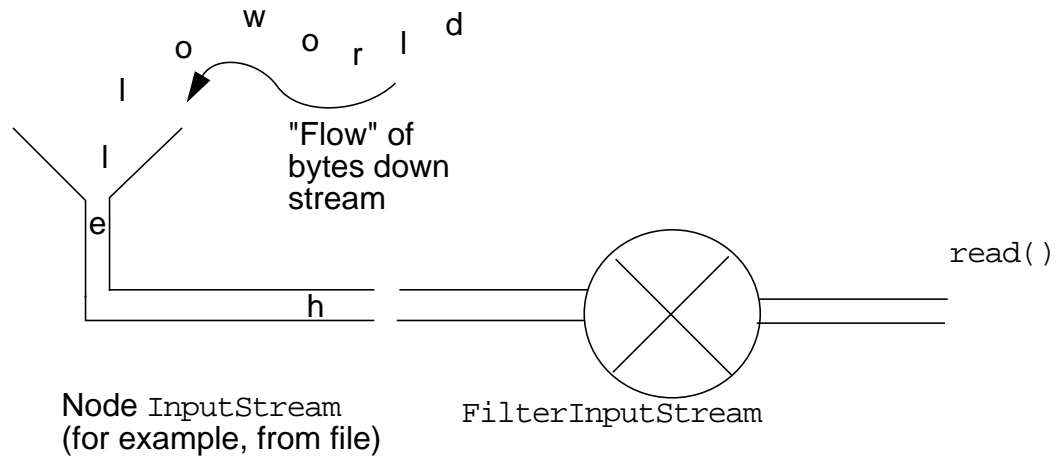 w
o
o
r
l
d
l
l
e
h
"Flow" of
bytes down
stream
read()
Node InputStream
(for example, from file)
FilterInputStream